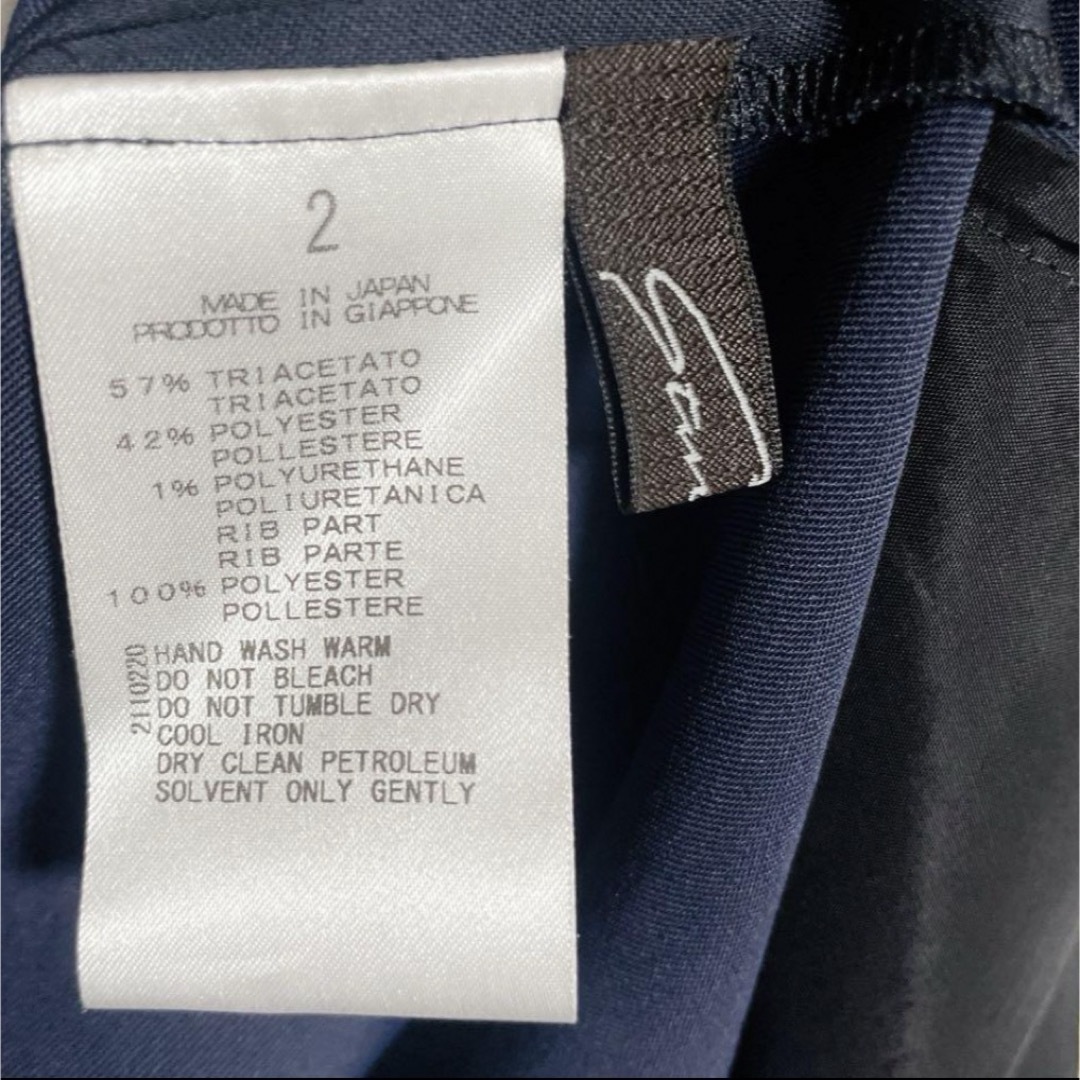 2
MADE IN JAPAN
PRODOTTO IN GIAPPONE
57% TRIACETATO
TRIACETATO
42% POLYESTER
POLLESTERE
1% POLYURETHANE
POLIURETANICA
RIB PART
RIB PARTE
100% POLYESTER
POLLESTERE
2110220
HAND WASH WARM
DO NOT BLEACH
DO NOT TUMBLE DRY
COOL IRON
DRY CLEAN PETROLEUM
SOLVENT ONLY GENTLY